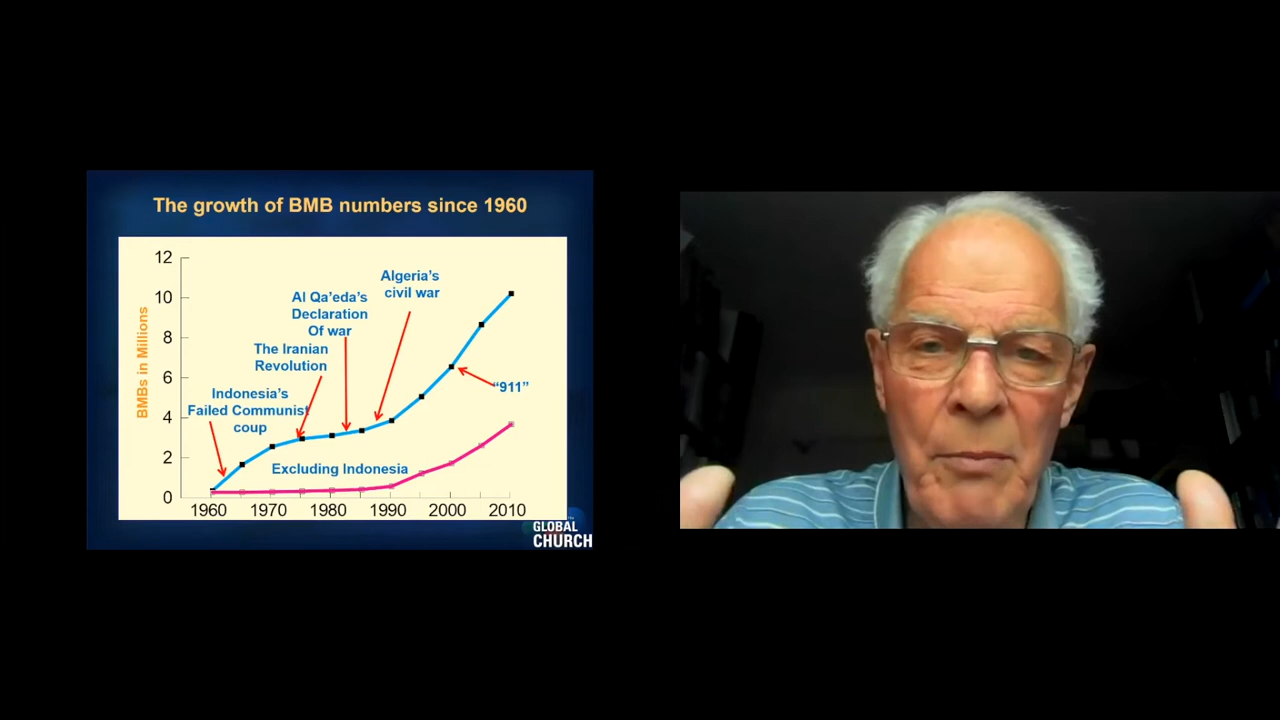 The growth of BMB numbers since 1960
BMBs in Millions
12
10
8
6
4
2
0
Algeria's
civil war
Al Qa'eda's
Declaration
Of war
The Iranian
Revolution
Indonesia's
Failed Communist
coup
"911"
Excluding Indonesia
1960 1970 1980 1990 2000 2010
GLOBAL
CHURCH